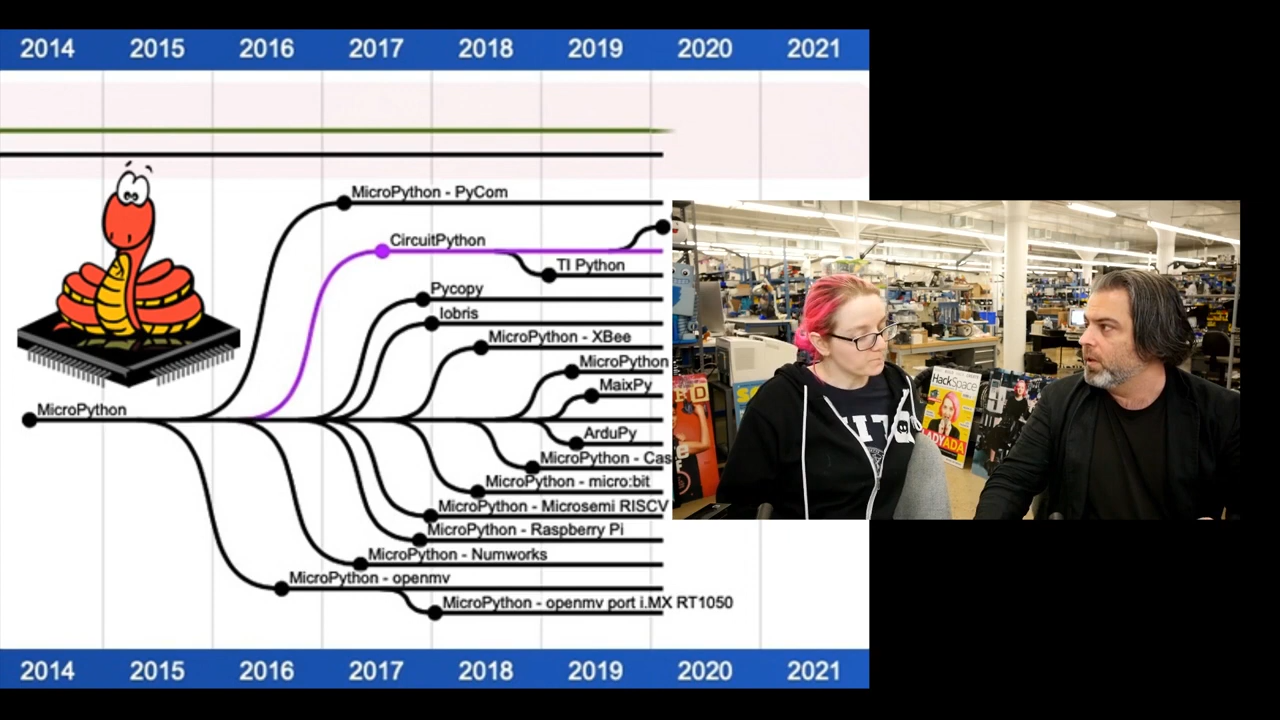 2014 2015 2016 2017 2018 2019 2020 2021
MicroPython - PyCom
CircuitPython
TI Python
Pycopy
lobris
MicroPython - XBee
MicroPython
MaixPy
MicroPython
ArduPy
MicroPython - Cas
MicroPython - micro:bit
MicroPython - Microsemi RISCV
MicroPython - Raspberry Pi
MicroPython - Numworks
MicroPython - openmv
MicroPython - openmv port i.MX RT1050
2014 2015 2016 2017 2018 2019 2020 2021
HackSpace
LADYADA